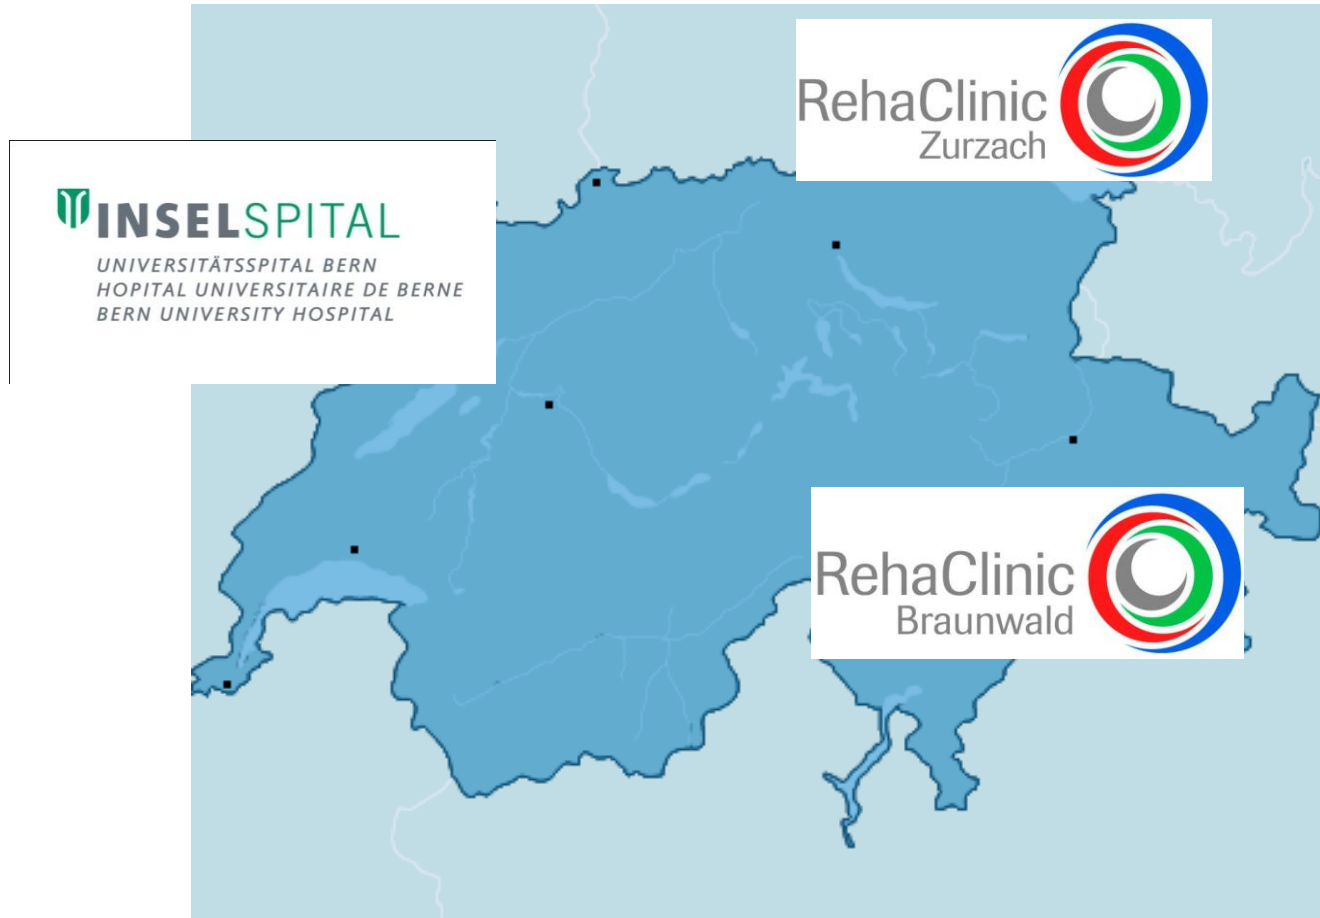 RehaClinic
Zurzach
INSELSPITAL
UNIVERSITÄTSSPITAL BERN
HOPITAL UNIVERSITAIRE DE BERNE
BERN UNIVERSITY HOSPITAL
RehaClinic
Braunwald